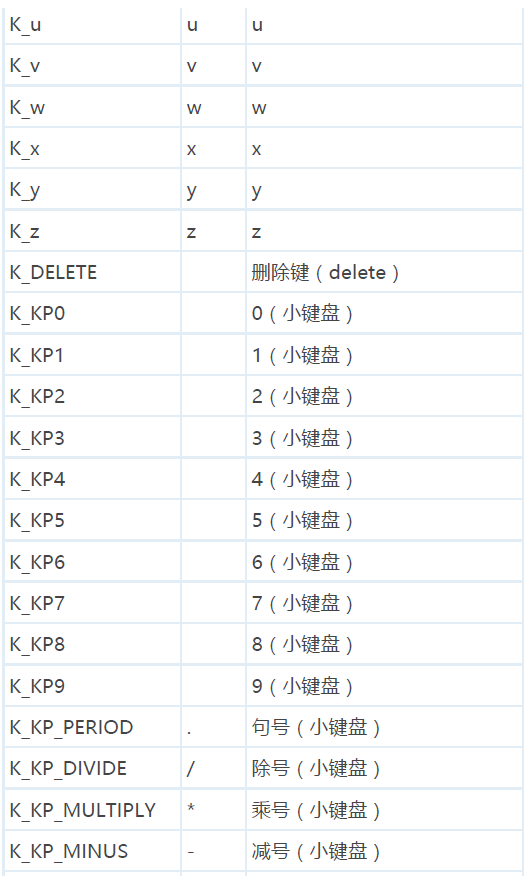 K_u u u
K_v v v
K_w w w
K_x x x
K_y y y
K_z z z
K_DELETE 删除键（delete）
K_KP0 0（小键盘）
K_KP1 1（小键盘）
K_KP2 2（小键盘）
K_KP3 3（小键盘）
K_KP4 4（小键盘）
K_KP5 5（小键盘）
K_KP6 6（小键盘）
K_KP7 7（小键盘）
K_KP8 8（小键盘）
K_KP9 9（小键盘）
K_KP_PERIOD . 句号（小键盘）
K_KP_DIVIDE / 除号（小键盘）
K_KP_MULTIPLY * 乘号（小键盘）
K_KP_MINUS - 减号（小键盘）